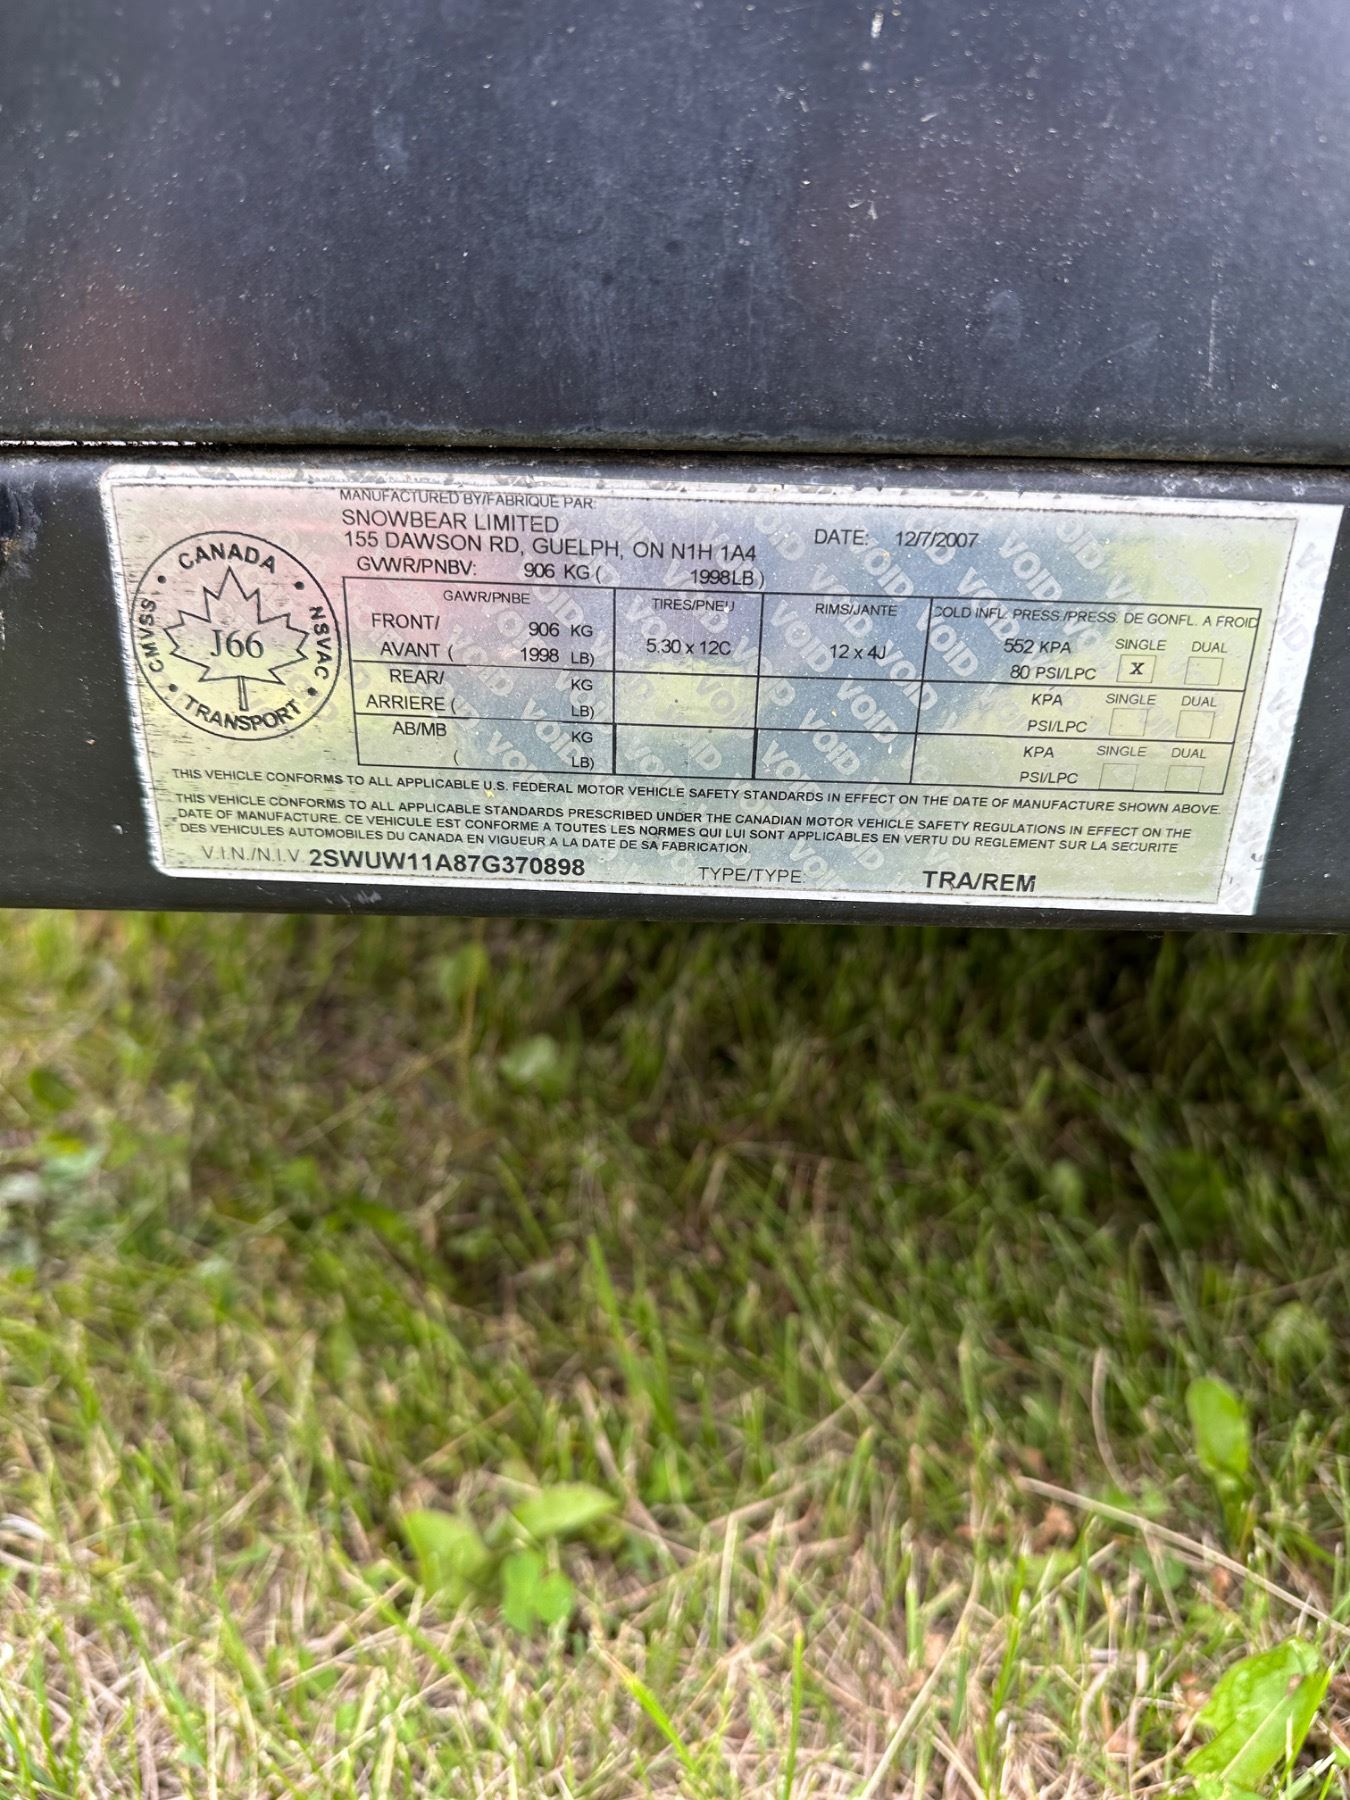 MANUFACTURED BY/FABRIQUE PAR:
SNOWBEAR LIMITED
155 DAWSON RD, GUELPH, ON N1H 1A4
DATE: 12/7/2007
GVWR/PNBV: 906 KG ( 1998LB )
CANADA
CMVSS
NSVAC
J66
TRANSPORT
GAWR/PNBE TIRES/PNEU RIMS/JANTE COLD INFL. PRESS./PRESS. DE GONFL. A FROID
FRONT/ 906 KG 5.30 x 12C 12 x 4J 552 KPA SINGLE DUAL
AVANT ( 1998 LB) 80 PSI/LPC X
REAR/ KG KPA SINGLE DUAL
ARRIERE ( LB) PSI/LPC
AB/MB KG KPA SINGLE DUAL
( LB) PSI/LPC
THIS VEHICLE CONFORMS TO ALL APPLICABLE U.S. FEDERAL MOTOR VEHICLE SAFETY STANDARDS IN EFFECT ON THE DATE OF MANUFACTURE SHOWN ABOVE.
THIS VEHICLE CONFORMS TO ALL APPLICABLE STANDARDS PRESCRIBED UNDER THE CANADIAN MOTOR VEHICLE SAFETY REGULATIONS IN EFFECT ON THE
DATE OF MANUFACTURE. CE VEHICULE EST CONFORME A TOUTES LES NORMES QUI LUI SONT APPLICABLES EN VERTU DU REGLEMENT SUR LA SECURITE
DES VEHICULES AUTOMOBILES DU CANADA EN VIGUEUR A LA DATE DE SA FABRICATION.
V.I.N./N.I.V. 2SWUW11A87G370898 TYPE/TYPE: TRA/REM